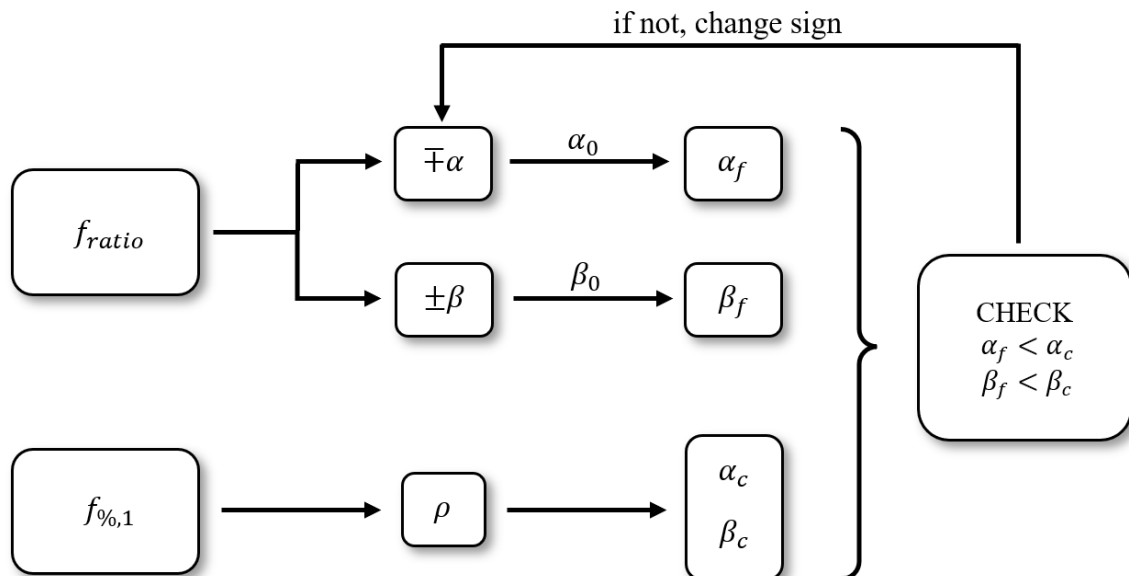 if not, change sign
∓α
α₀
α_f
f_ratio
±β
β₀
β_f
CHECK
α_f < α_c
β_f < β_c
f_%,1
ρ
α_c
β_c